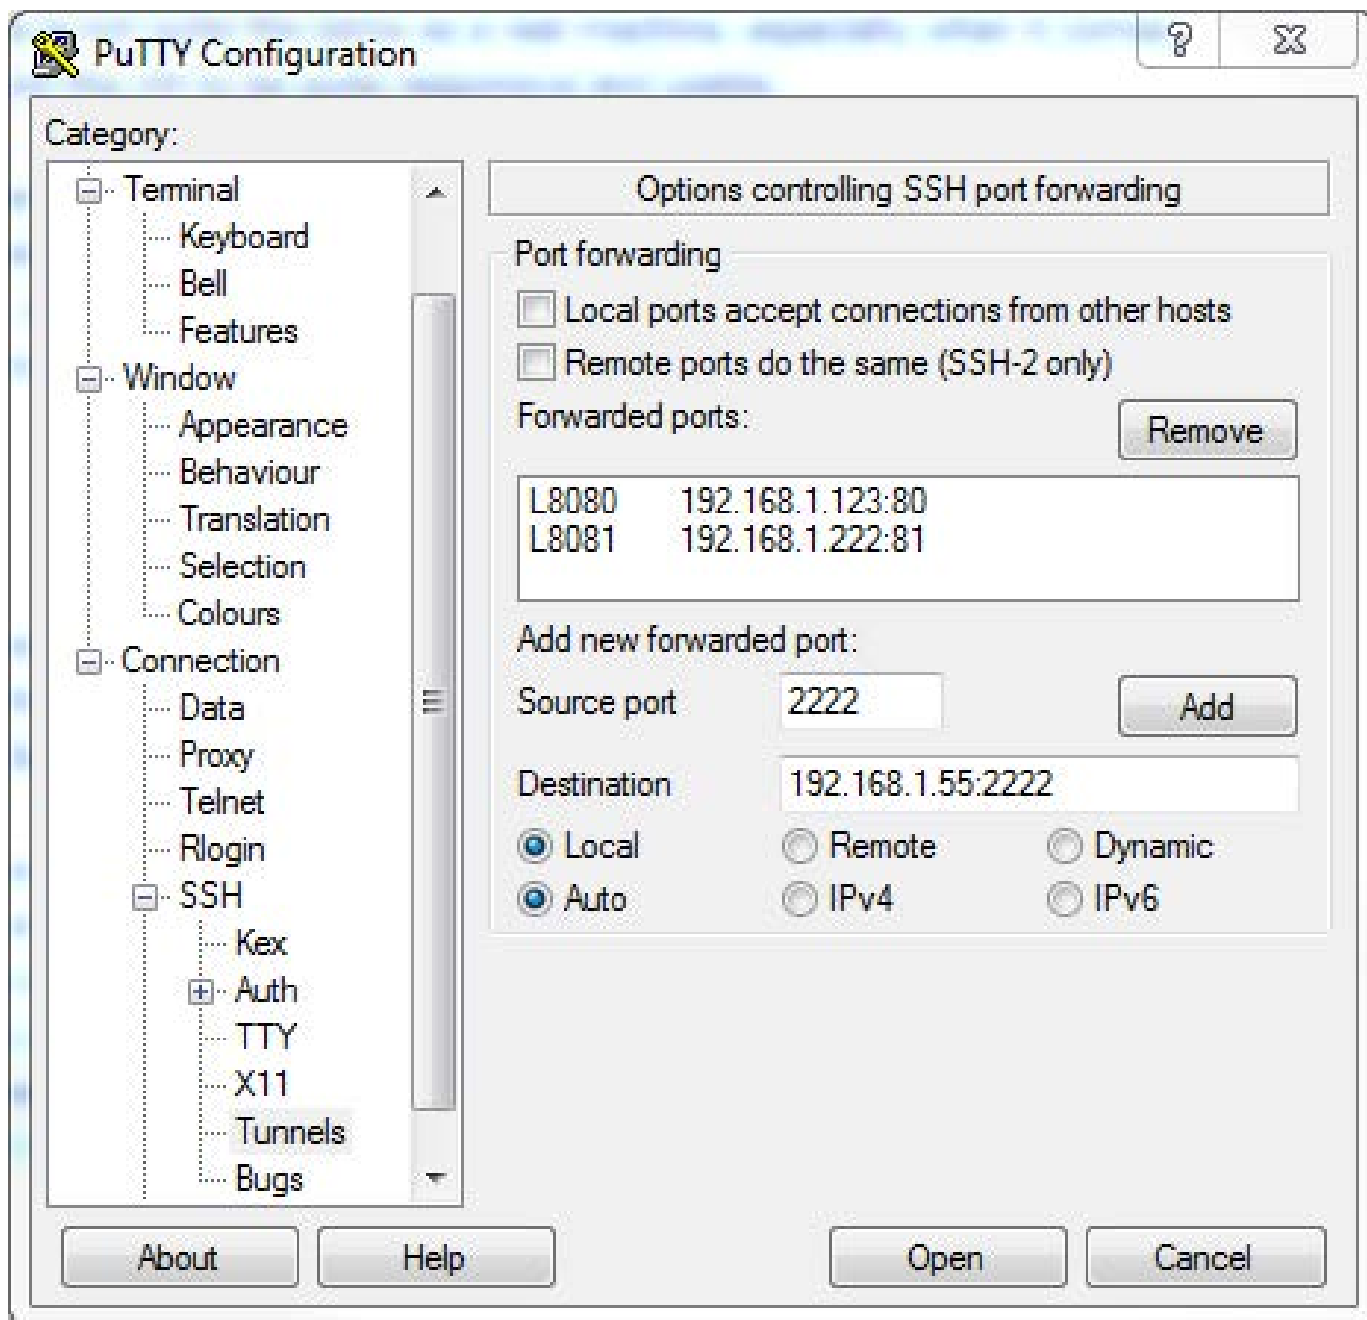 PuTTY Configuration
Category:
Terminal
Keyboard
Bell
Features
Window
Appearance
Behaviour
Translation
Selection
Colours
Connection
Data
Proxy
Telnet
Rlogin
SSH
Kex
Auth
TTY
X11
Tunnels
Bugs
Options controlling SSH port forwarding
Port forwarding
Local ports accept connections from other hosts
Remote ports do the same (SSH-2 only)
Forwarded ports:
Remove
L8080 192.168.1.123:80
L8081 192.168.1.222:81
Add new forwarded port:
Source port 2222 Add
Destination 192.168.1.55:2222
Local Remote Dynamic
Auto IPv4 IPv6
About Help Open Cancel